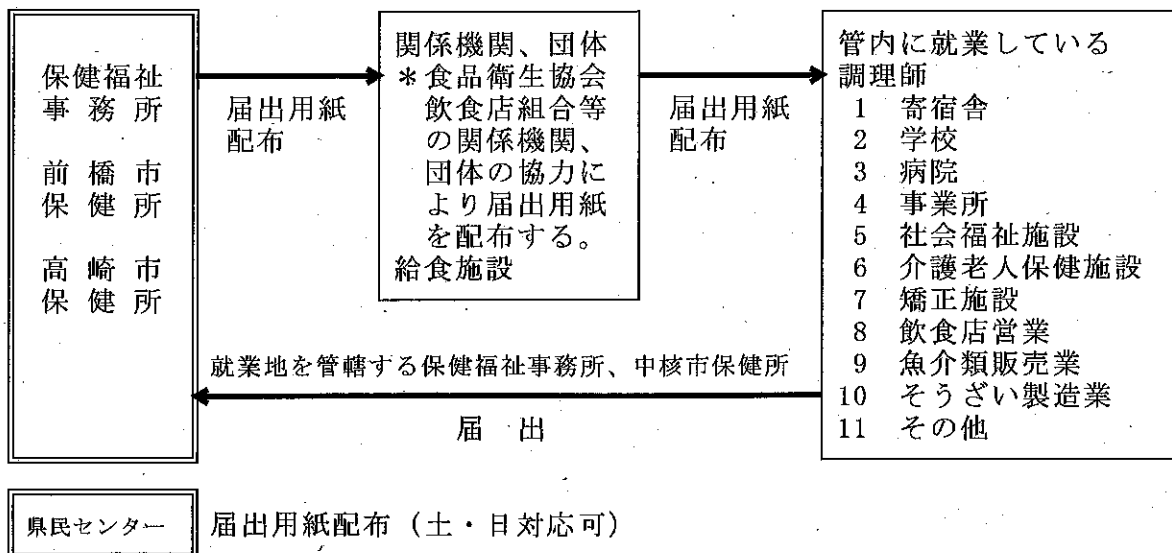 保健福祉
事務所
前橋市
保健所
高崎市
保健所
届出用紙
配布
関係機関、団体
＊食品衛生協会
飲食店組合等
の関係機関、
団体の協力に
より届出用紙
を配布する。
給食施設
届出用紙
配布
管内に就業している
調理師
1 寄宿舎
2 学校
3 病院
4 事業所
5 社会福祉施設
6 介護老人保健施設
7 矯正施設
8 飲食店営業
9 魚介類販売業
10 そうざい製造業
11 その他
就業地を管轄する保健福祉事務所、中核市保健所
届出
県民センター
届出用紙配布（土・日対応可）